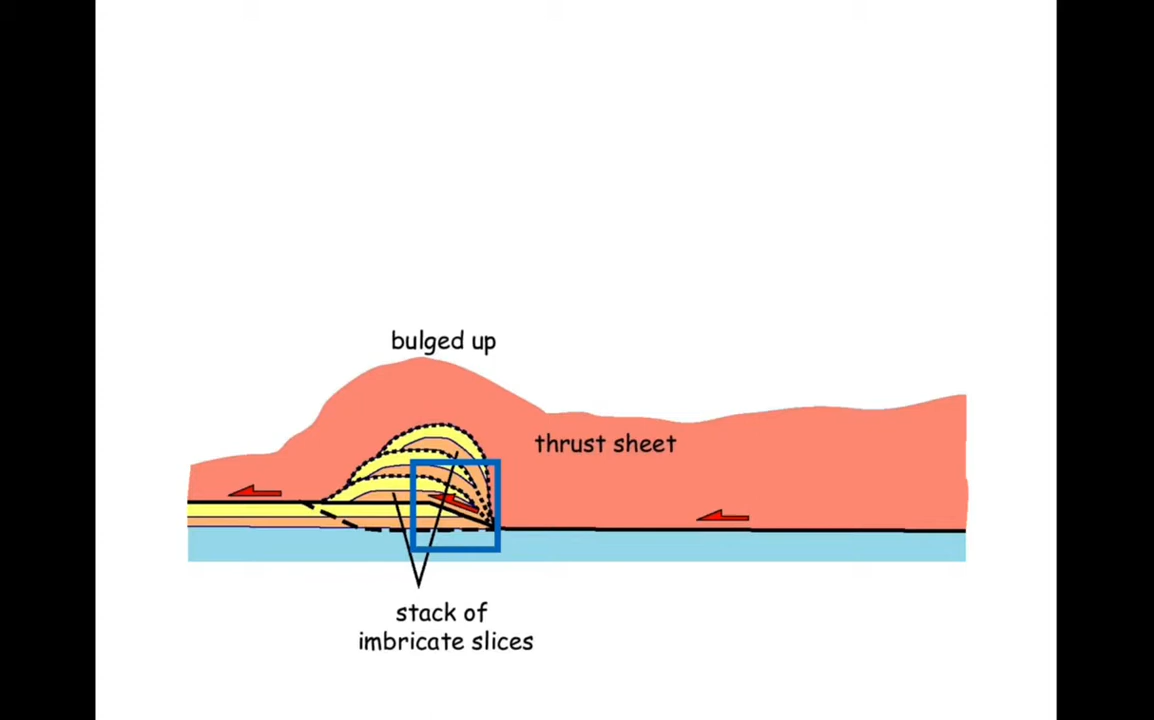 bulged up
thrust sheet
stack of
imbricate slices